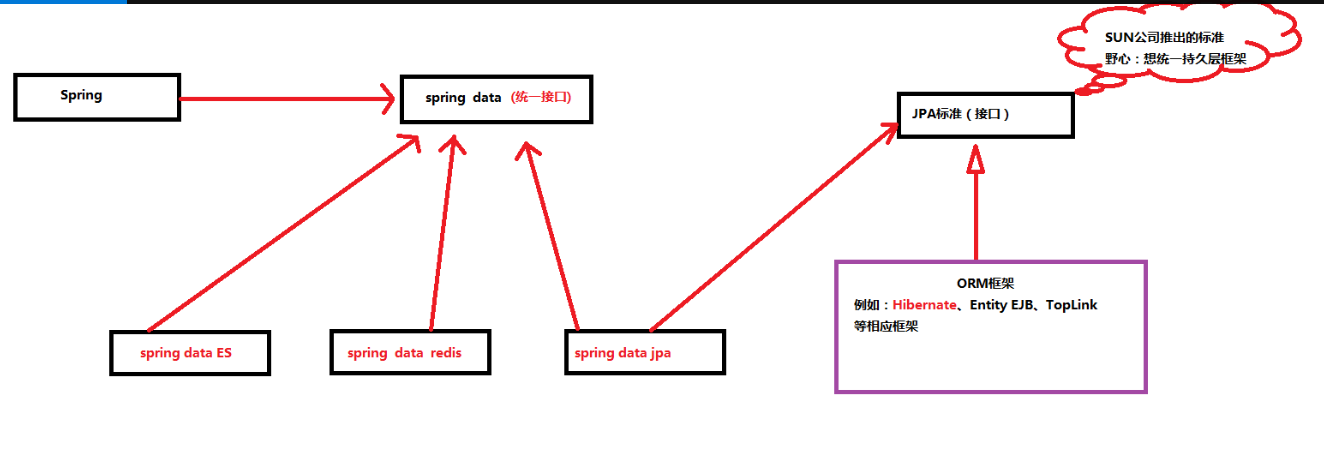 SUN公司推出的标准
野心：想统一持久层框架
Spring
spring data (统一接口)
JPA标准（接口）
ORM框架
例如：Hibernate、Entity EJB、TopLink
等相应框架
spring data ES
spring data redis
spring data jpa